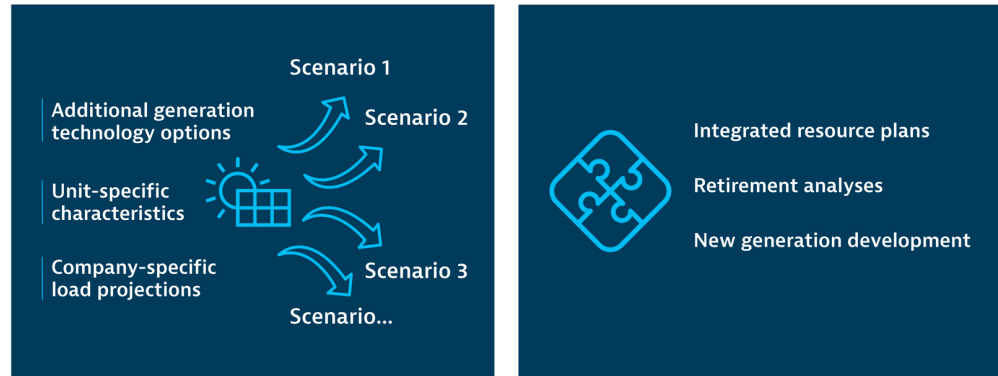 Scenario 1
Additional generation
technology options
Scenario 2
Unit-specific
characteristics
Company-specific
load projections
Scenario 3
Scenario...
Integrated resource plans
Retirement analyses
New generation development